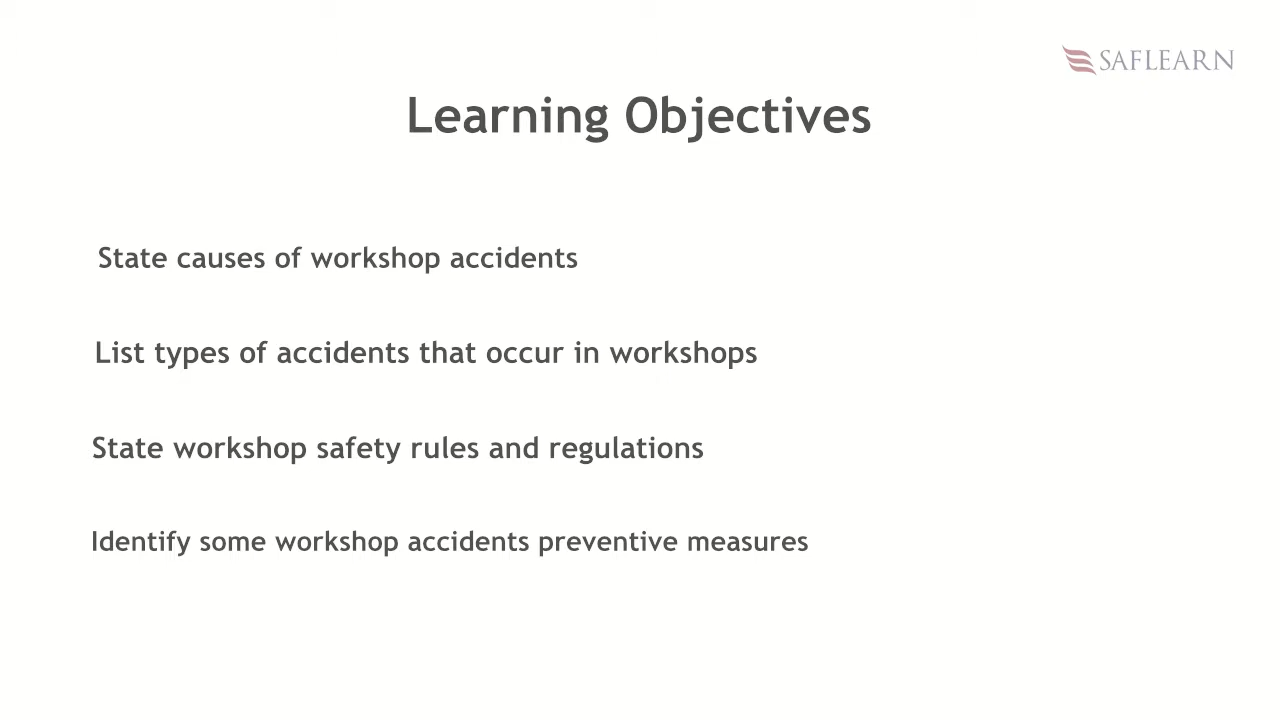 SAFLEARN
Learning Objectives
State causes of workshop accidents
List types of accidents that occur in workshops
State workshop safety rules and regulations
Identify some workshop accidents preventive measures